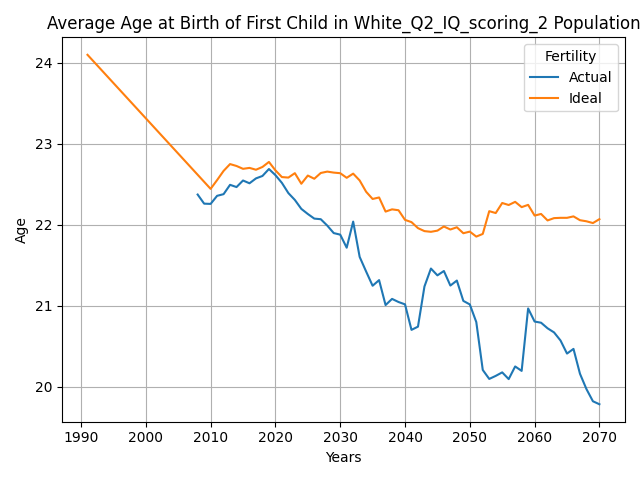 Average Age at Birth of First Child in White_Q2_IQ_scoring_2 Population
Fertility
Actual
Ideal
24
23
22
21
20
Age
1990 2000 2010 2020 2030 2040 2050 2060 2070
Years